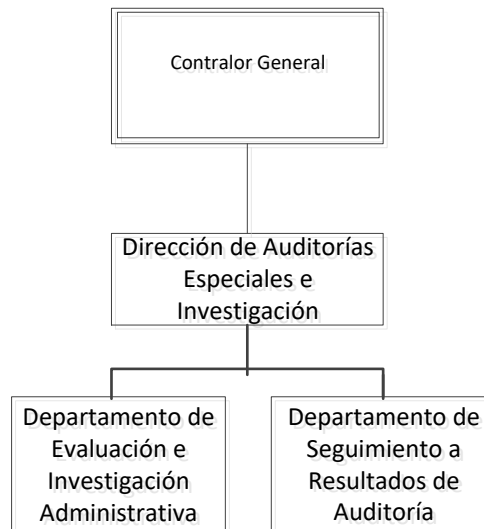 Contralor General
Dirección de Auditorías
Especiales e
Investigación
Departamento de
Evaluación e
Investigación
Administrativa
Departamento de
Seguimiento a
Resultados de
Auditoría